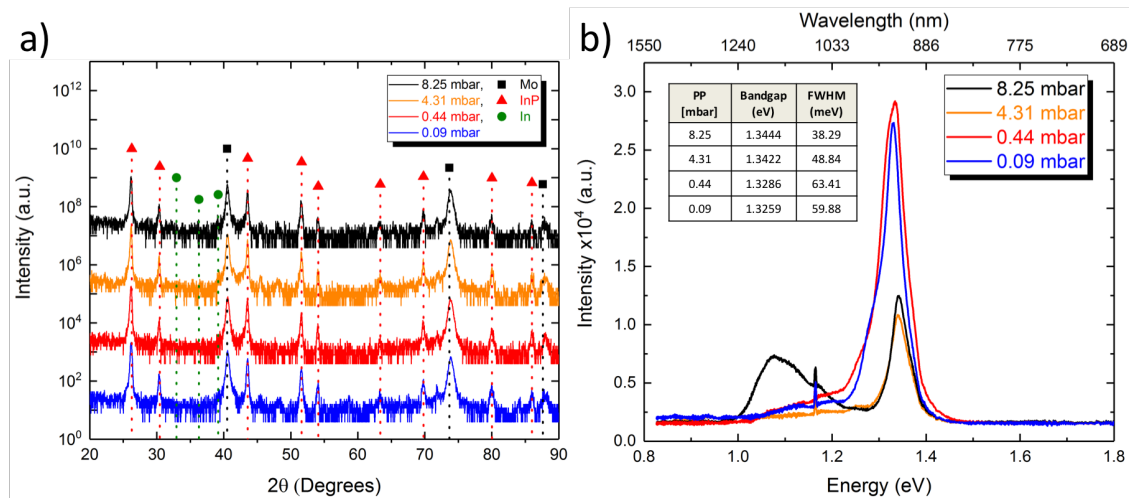 a)
10¹²
10¹⁰
10⁸
10⁶
10⁴
10²
10⁰
Intensity (a.u.)
8.25 mbar, Mo
4.31 mbar, InP
0.44 mbar, In
0.09 mbar
20 30 40 50 60 70 80 90
2θ (Degrees)
b)
Wavelength (nm)
1550 1240 1033 886 775 689
3.0
2.5
2.0
1.5
1.0
0.5
0.0
Intensity x10⁴ (a.u.)
PP [mbar] Bandgap (eV) FWHM (meV)
8.25 1.3444 38.29
4.31 1.3422 48.84
0.44 1.3286 63.41
0.09 1.3259 59.88
8.25 mbar
4.31 mbar
0.44 mbar
0.09 mbar
0.8 1.0 1.2 1.4 1.6 1.8
Energy (eV)